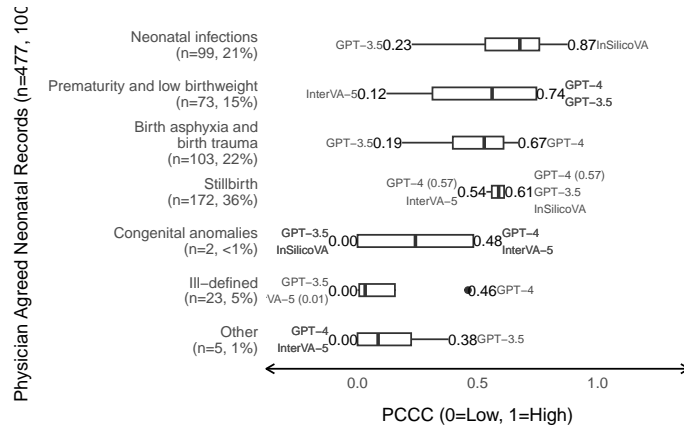 Physician Agreed Neonatal Records (n=477, 100
Neonatal infections
(n=99, 21%)
GPT−3.5 0.23 0.87 InSilicoVA
Prematurity and low birthweight
(n=73, 15%)
InterVA−5 0.12 0.74 GPT−4
GPT−3.5
Birth asphyxia and
birth trauma
(n=103, 22%)
GPT−3.5 0.19 0.67 GPT−4
Stillbirth
(n=172, 36%)
GPT−4 (0.57)
InterVA−5
0.54 0.61
GPT−4 (0.57)
GPT−3.5
InSilicoVA
Congenital anomalies
(n=2, <1%)
GPT−3.5
InSilicoVA
0.00 0.48
GPT−4
InterVA−5
Ill−defined
(n=23, 5%)
GPT−3.5
VA−5 (0.01)
0.00 0.46 GPT−4
Other
(n=5, 1%)
GPT−4
InterVA−5
0.00 0.38 GPT−3.5
0.0 0.5 1.0
PCCC (0=Low, 1=High)